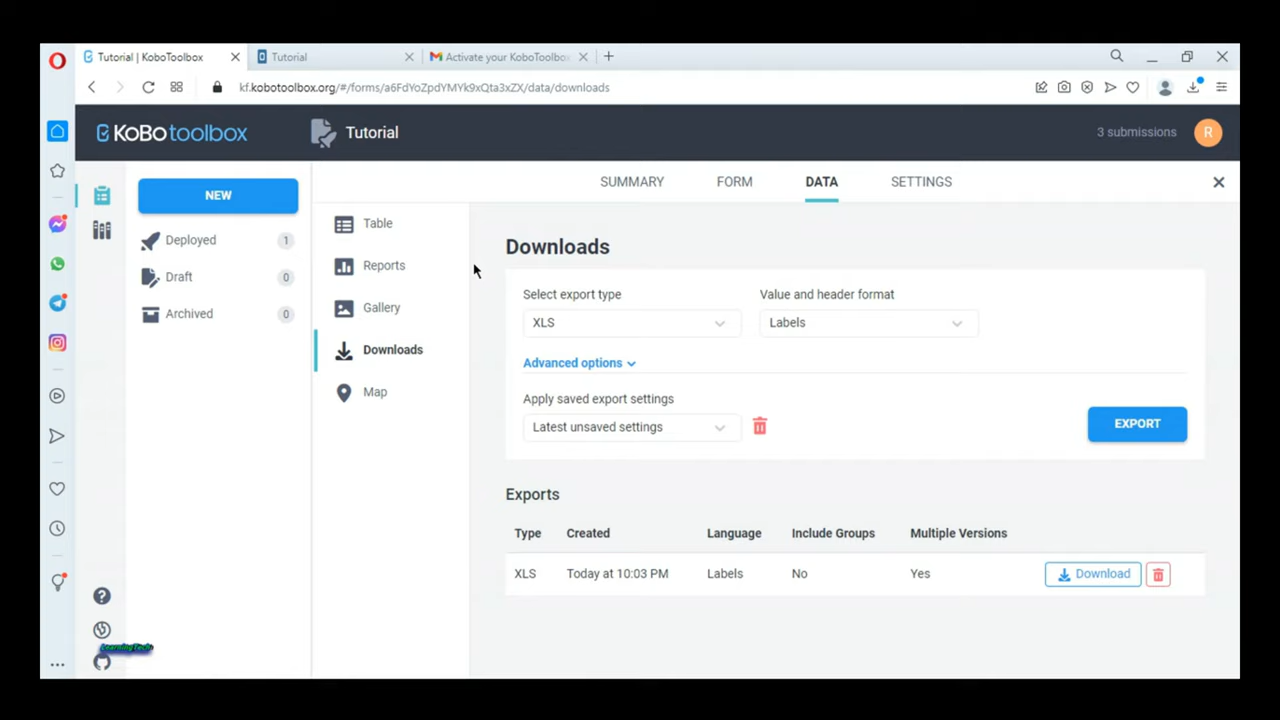 Tutorial | KoboToolbox
Tutorial
Activate your KoboToolbox
kf.kobotoolbox.org/#/forms/a6FdYoZpdYMYk9xQta3xZX/data/downloads
KoBotoolbox
Tutorial
3 submissions
R
NEW
Deployed 1
Draft 0
Archived 0
SUMMARY FORM DATA SETTINGS
Table
Reports
Gallery
Downloads
Map
Downloads
Select export type Value and header format
XLS Labels
Advanced options
Apply saved export settings
Latest unsaved settings
EXPORT
Exports
Type Created Language Include Groups Multiple Versions
XLS Today at 10:03 PM Labels No Yes Download
LearningTech